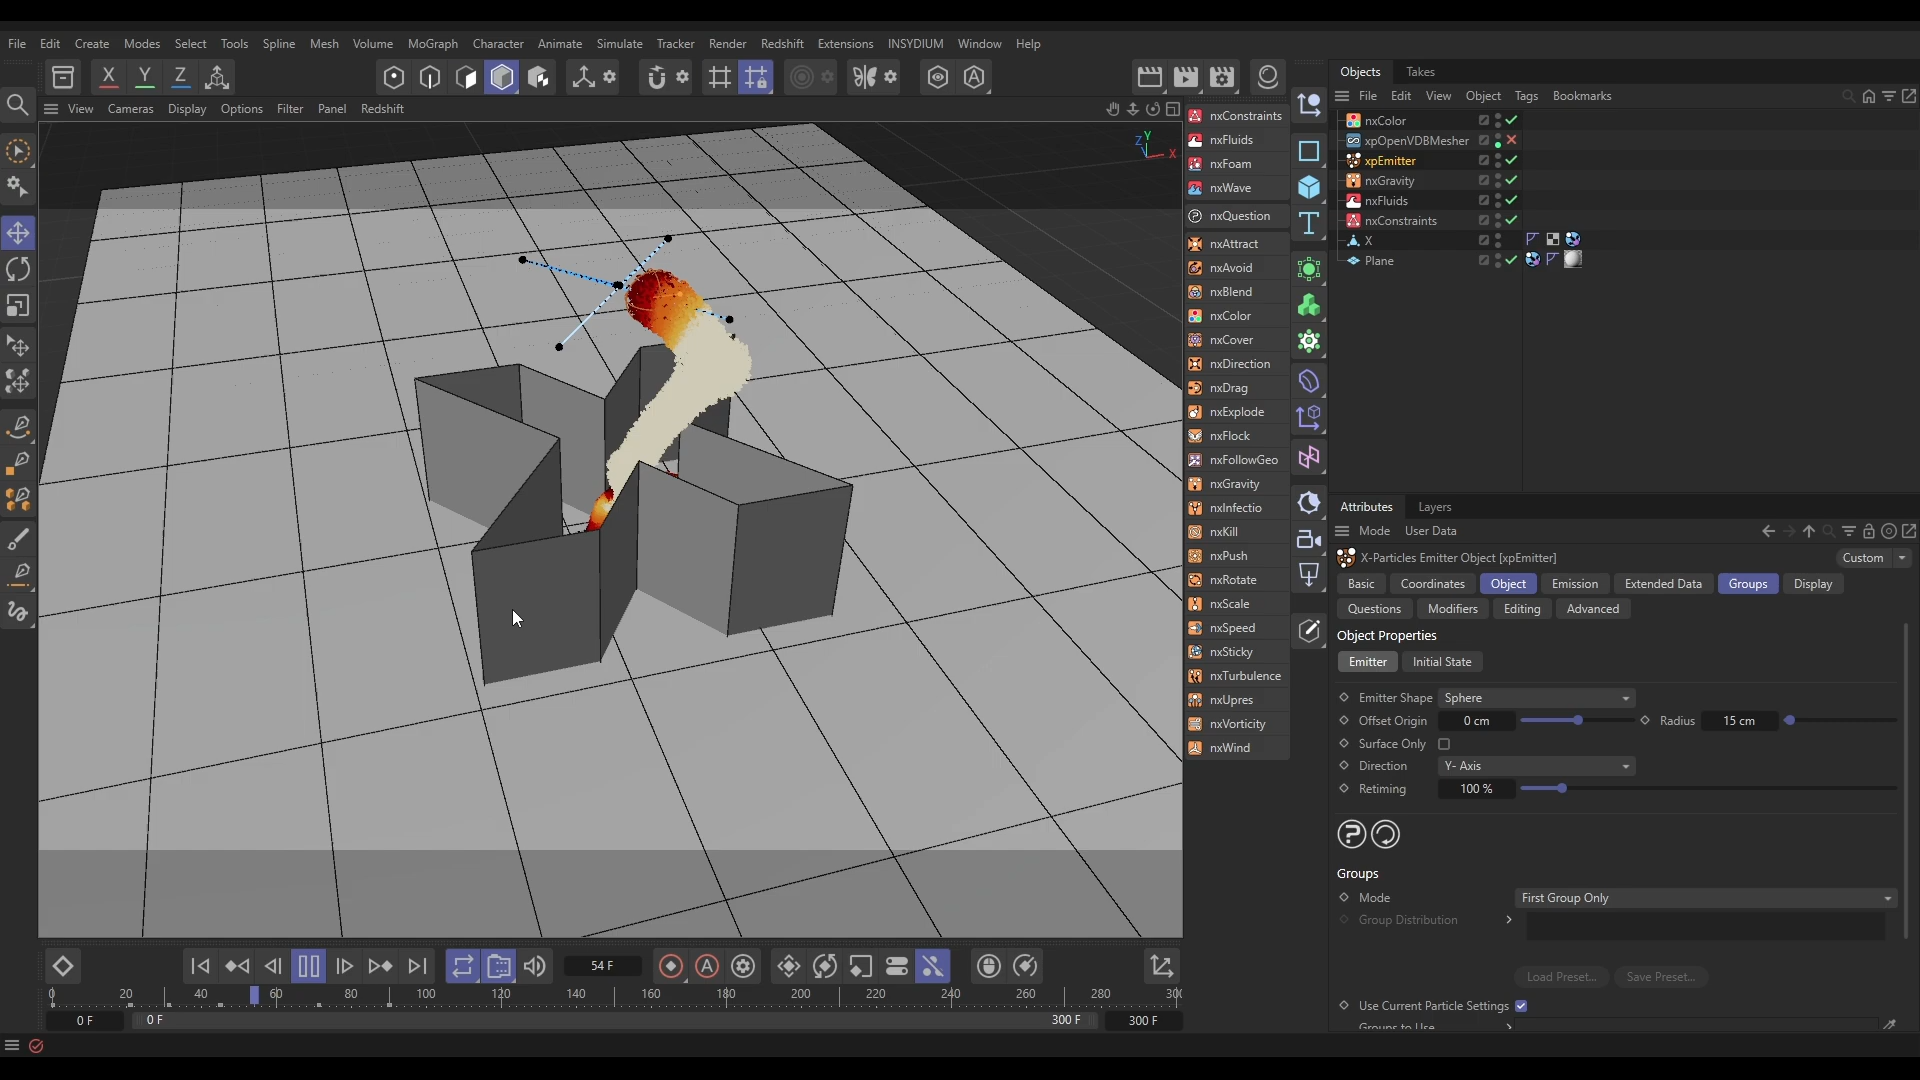 File Edit Create Modes Select Tools Spline Mesh Volume MoGraph Character Animate Simulate Tracker Render Redshift Extensions INSYDIUM Window Help
X Y Z
Objects Takes
File Edit View Object Tags Bookmarks
View Cameras Display Options Filter Panel Redshift
Y
Z
X
nxConstraints
nxFluids
nxFoam
nxWave
nxQuestion
nxAttract
nxAvoid
nxBlend
nxColor
nxCover
nxDirection
nxDrag
nxExplode
nxFlock
nxFollowGeo
nxGravity
nxInfectio
nxKill
nxPush
nxRotate
nxScale
nxSpeed
nxSticky
nxTurbulence
nxUpres
nxVorticity
nxWind
nxColor
xpOpenVDBMesher
xpEmitter
nxGravity
nxFluids
nxConstraints
X
Plane
Attributes Layers
Mode User Data
X-Particles Emitter Object [xpEmitter] Custom
Basic Coordinates Object Emission Extended Data Groups Display
Questions Modifiers Editing Advanced
Object Properties
Emitter Initial State
Emitter Shape Sphere
Offset Origin 0 cm Radius 15 cm
Surface Only
Direction Y- Axis
Retiming 100 %
Groups
Mode First Group Only
Group Distribution
Load Preset... Save Preset...
Use Current Particle Settings
Groups to Use
54 F
0 20 40 60 80 100 120 140 160 180 200 220 240 260 280 300
0 F 0 F 300 F 300 F